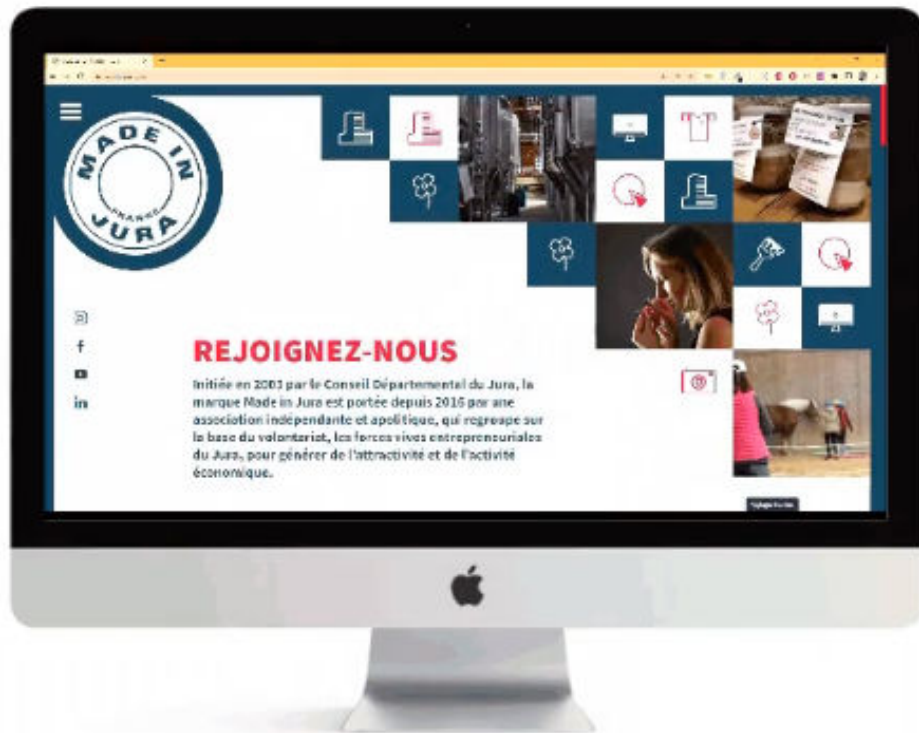 MADE IN
FRANCE
JURA
REJOIGNEZ-NOUS
Initiée en 2003 par le Conseil Départemental du Jura, la
marque Made in Jura est portée depuis 2016 par une
association indépendante et apolitique, qui regroupe sur
la base du volontariat, les forces vives entrepreneuriales
du Jura, pour générer de l'attractivité et de l'activité
économique.